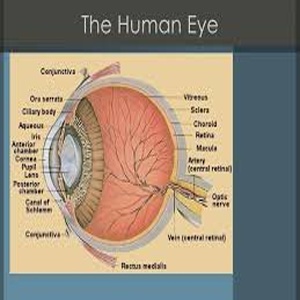 The Human Eye
Conjunctiva
Ora serrata
Ciliary body
Aqueous
Iris
Anterior
chamber
Cornea
Pupil
Lens
Posterior
chamber
Canal of
Schlemm
Conjunctiva
Vitreous
Sclera
Choroid
Retina
Macula
Artery
(central retinal)
Optic
nerve
Vein (central retinal)
Rectus medialis